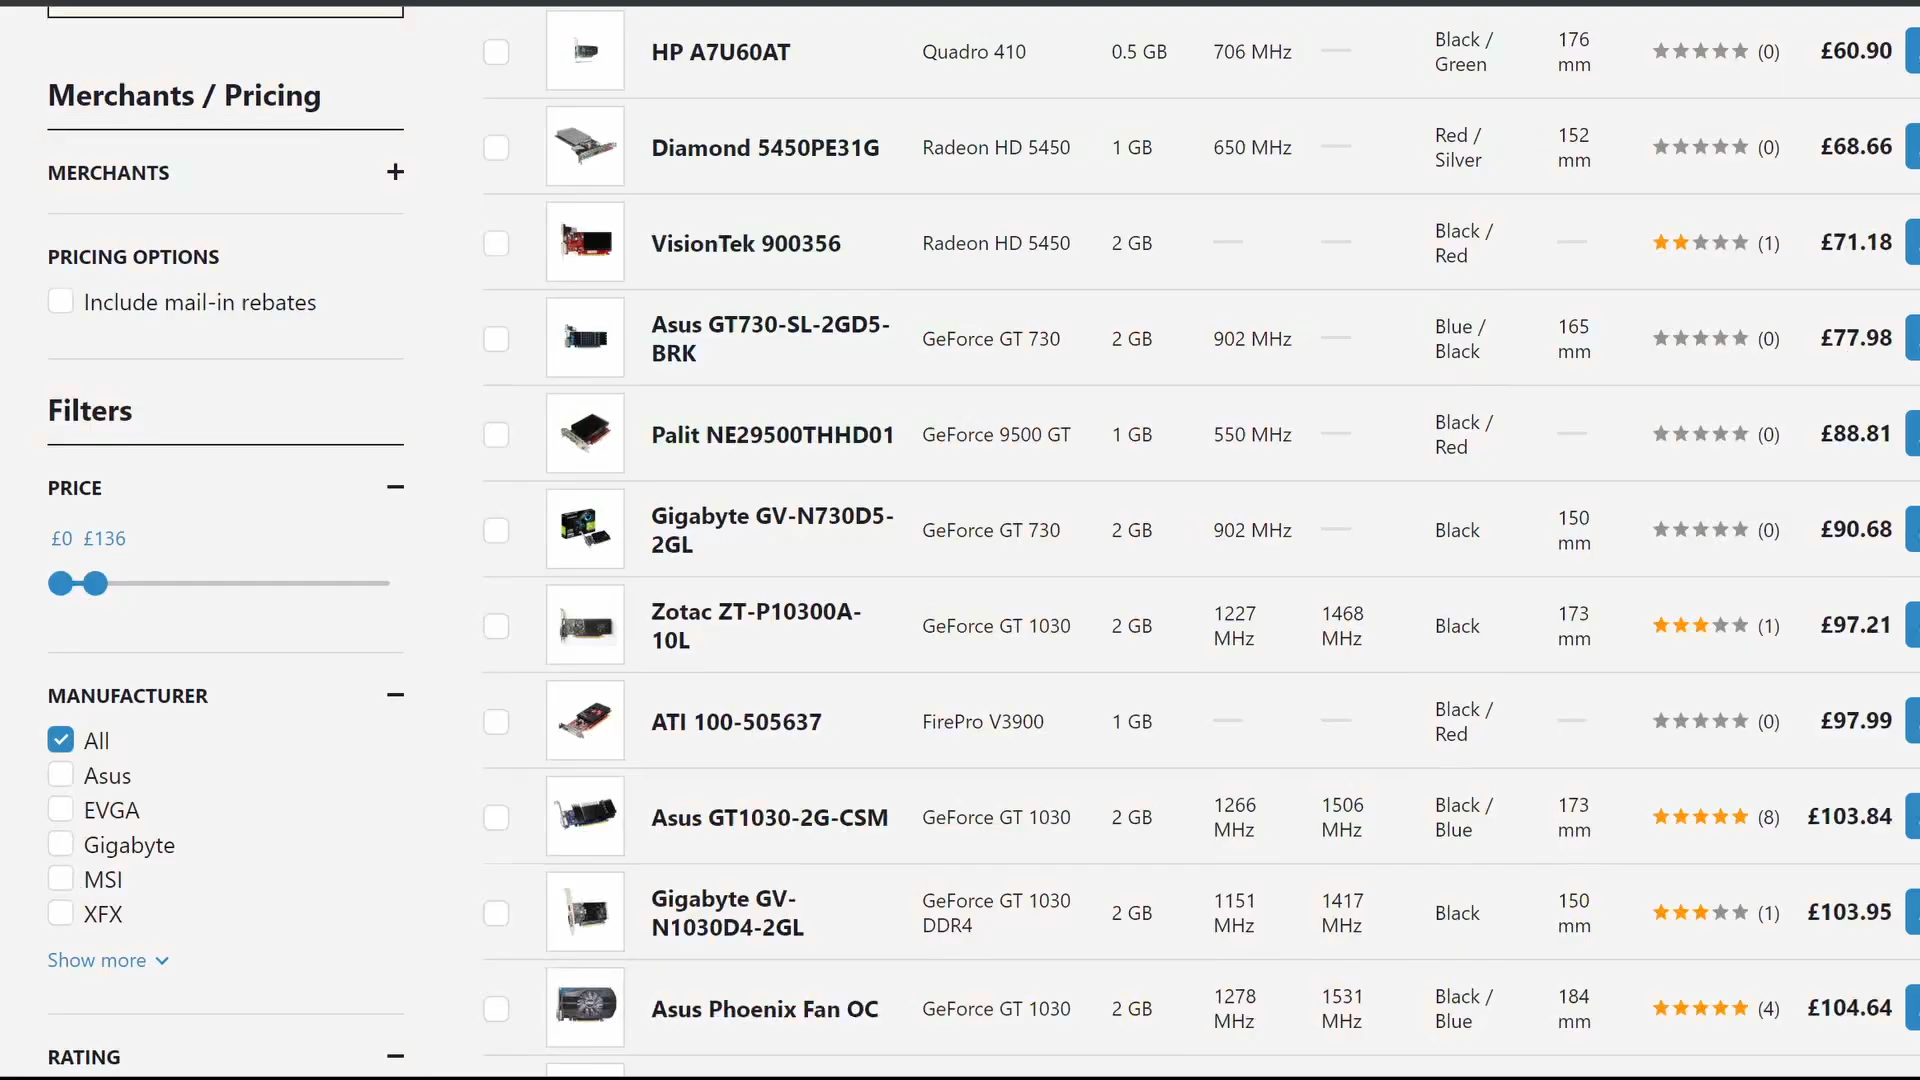 Merchants / Pricing
MERCHANTS
PRICING OPTIONS
Include mail-in rebates
Filters
PRICE
£0 £136
MANUFACTURER
All
Asus
EVGA
Gigabyte
MSI
XFX
Show more
RATING
HP A7U60AT
Quadro 410
0.5 GB
706 MHz
Black /
Green
176
mm
(0)
£60.90
Diamond 5450PE31G
Radeon HD 5450
1 GB
650 MHz
Red /
Silver
152
mm
(0)
£68.66
VisionTek 900356
Radeon HD 5450
2 GB
Black /
Red
(1)
£71.18
Asus GT730-SL-2GD5-
BRK
GeForce GT 730
2 GB
902 MHz
Blue /
Black
165
mm
(0)
£77.98
Palit NE29500THHD01
GeForce 9500 GT
1 GB
550 MHz
Black /
Red
(0)
£88.81
Gigabyte GV-N730D5-
2GL
GeForce GT 730
2 GB
902 MHz
Black
150
mm
(0)
£90.68
Zotac ZT-P10300A-
10L
GeForce GT 1030
2 GB
1227
MHz
1468
MHz
Black
173
mm
(1)
£97.21
ATI 100-505637
FirePro V3900
1 GB
Black /
Red
(0)
£97.99
Asus GT1030-2G-CSM
GeForce GT 1030
2 GB
1266
MHz
1506
MHz
Black /
Blue
173
mm
(8)
£103.84
Gigabyte GV-
N1030D4-2GL
GeForce GT 1030
DDR4
2 GB
1151
MHz
1417
MHz
Black
150
mm
(1)
£103.95
Asus Phoenix Fan OC
GeForce GT 1030
2 GB
1278
MHz
1531
MHz
Black /
Blue
184
mm
(4)
£104.64